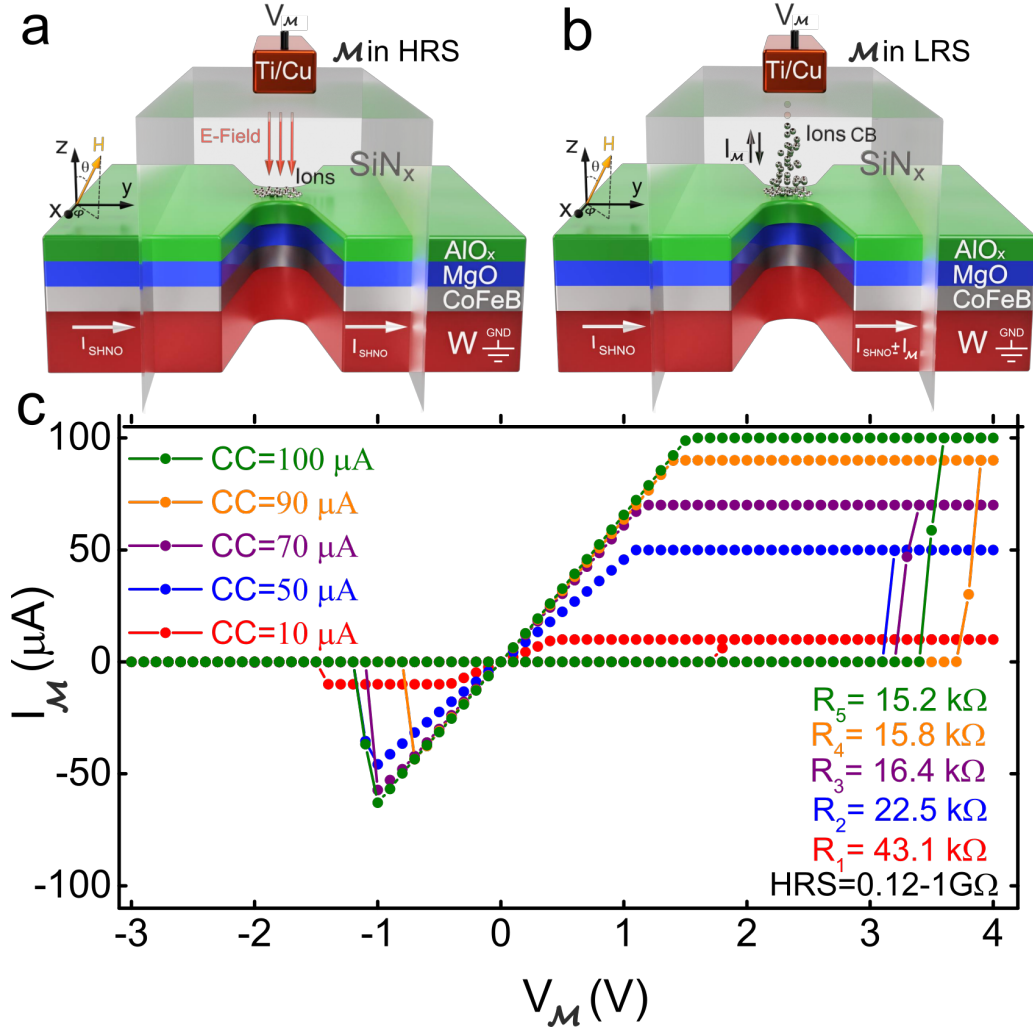 a
V𝓜
𝓜 in HRS
Ti/Cu
E-Field
Ions
SiNₓ
z
H
θ
y
x
φ
AlOₓ
MgO
CoFeB
I SHNO
I SHNO
W
GND
b
V𝓜
𝓜 in LRS
Ti/Cu
Ions CB
I𝓜
SiNₓ
z
H
θ
y
x
φ
AlOₓ
MgO
CoFeB
I SHNO
I SHNO ± I𝓜
W
GND
c
CC=100 μA
CC=90 μA
CC=70 μA
CC=50 μA
CC=10 μA
R₅= 15.2 kΩ
R₄= 15.8 kΩ
R₃= 16.4 kΩ
R₂= 22.5 kΩ
R₁= 43.1 kΩ
HRS=0.12-1GΩ
I𝓜 (μA)
100
50
0
-50
-100
-3 -2 -1 0 1 2 3 4
V𝓜 (V)